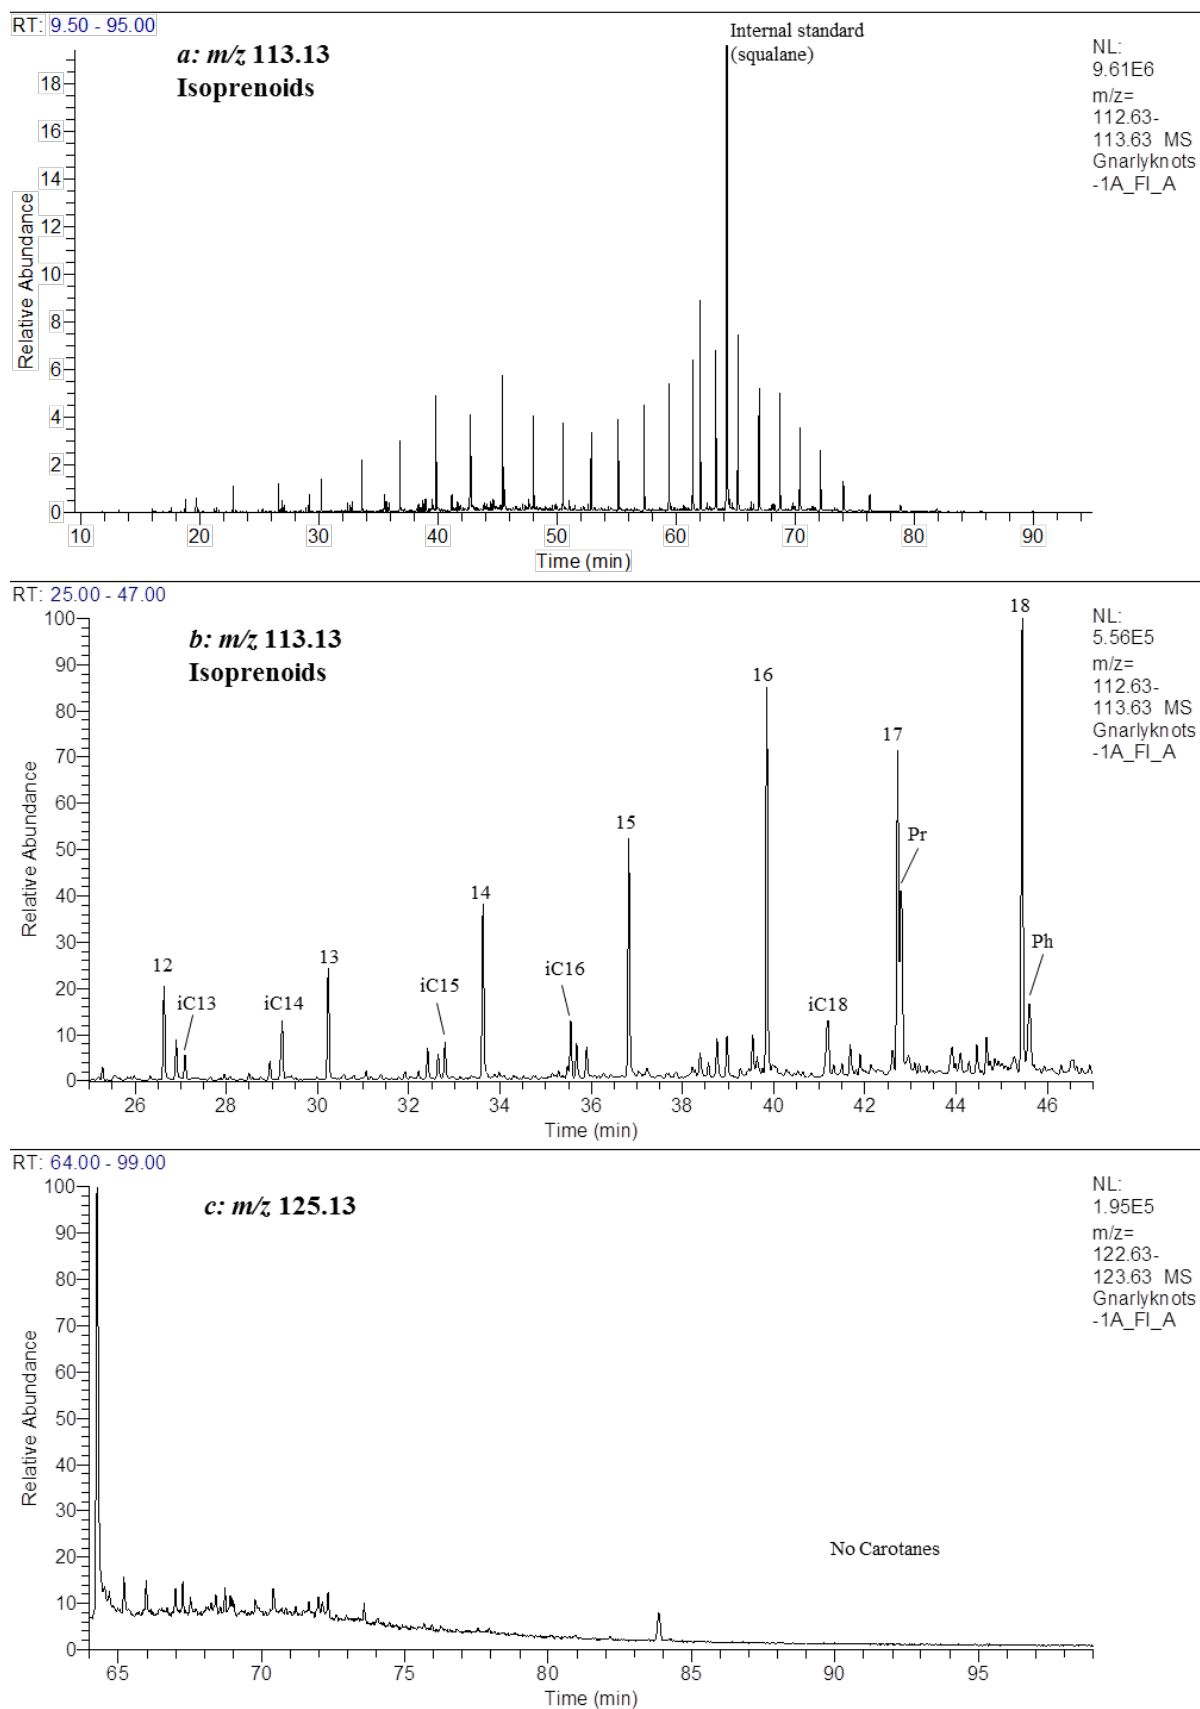 RT: 9.50 - 95.00
a: m/z 113.13
Isoprenoids
Internal standard
(squalane)
NL:
9.61E6
m/z=
112.63-
113.63 MS
Gnarlyknots
-1A_FI_A
18
16
14
12
10
8
6
4
2
0
Relative Abundance
10 20 30 40 50 60 70 80 90
Time (min)
RT: 25.00 - 47.00
b: m/z 113.13
Isoprenoids
NL:
5.56E5
m/z=
112.63-
113.63 MS
Gnarlyknots
-1A_FI_A
100
90
80
70
60
50
40
30
20
10
0
Relative Abundance
12
iC13
iC14
13
iC15
14
iC16
15
16
iC18
17
Pr
18
Ph
26 28 30 32 34 36 38 40 42 44 46
Time (min)
RT: 64.00 - 99.00
c: m/z 125.13
NL:
1.95E5
m/z=
122.63-
123.63 MS
Gnarlyknots
-1A_FI_A
100
90
80
70
60
50
40
30
20
10
0
Relative Abundance
No Carotanes
65 70 75 80 85 90 95
Time (min)